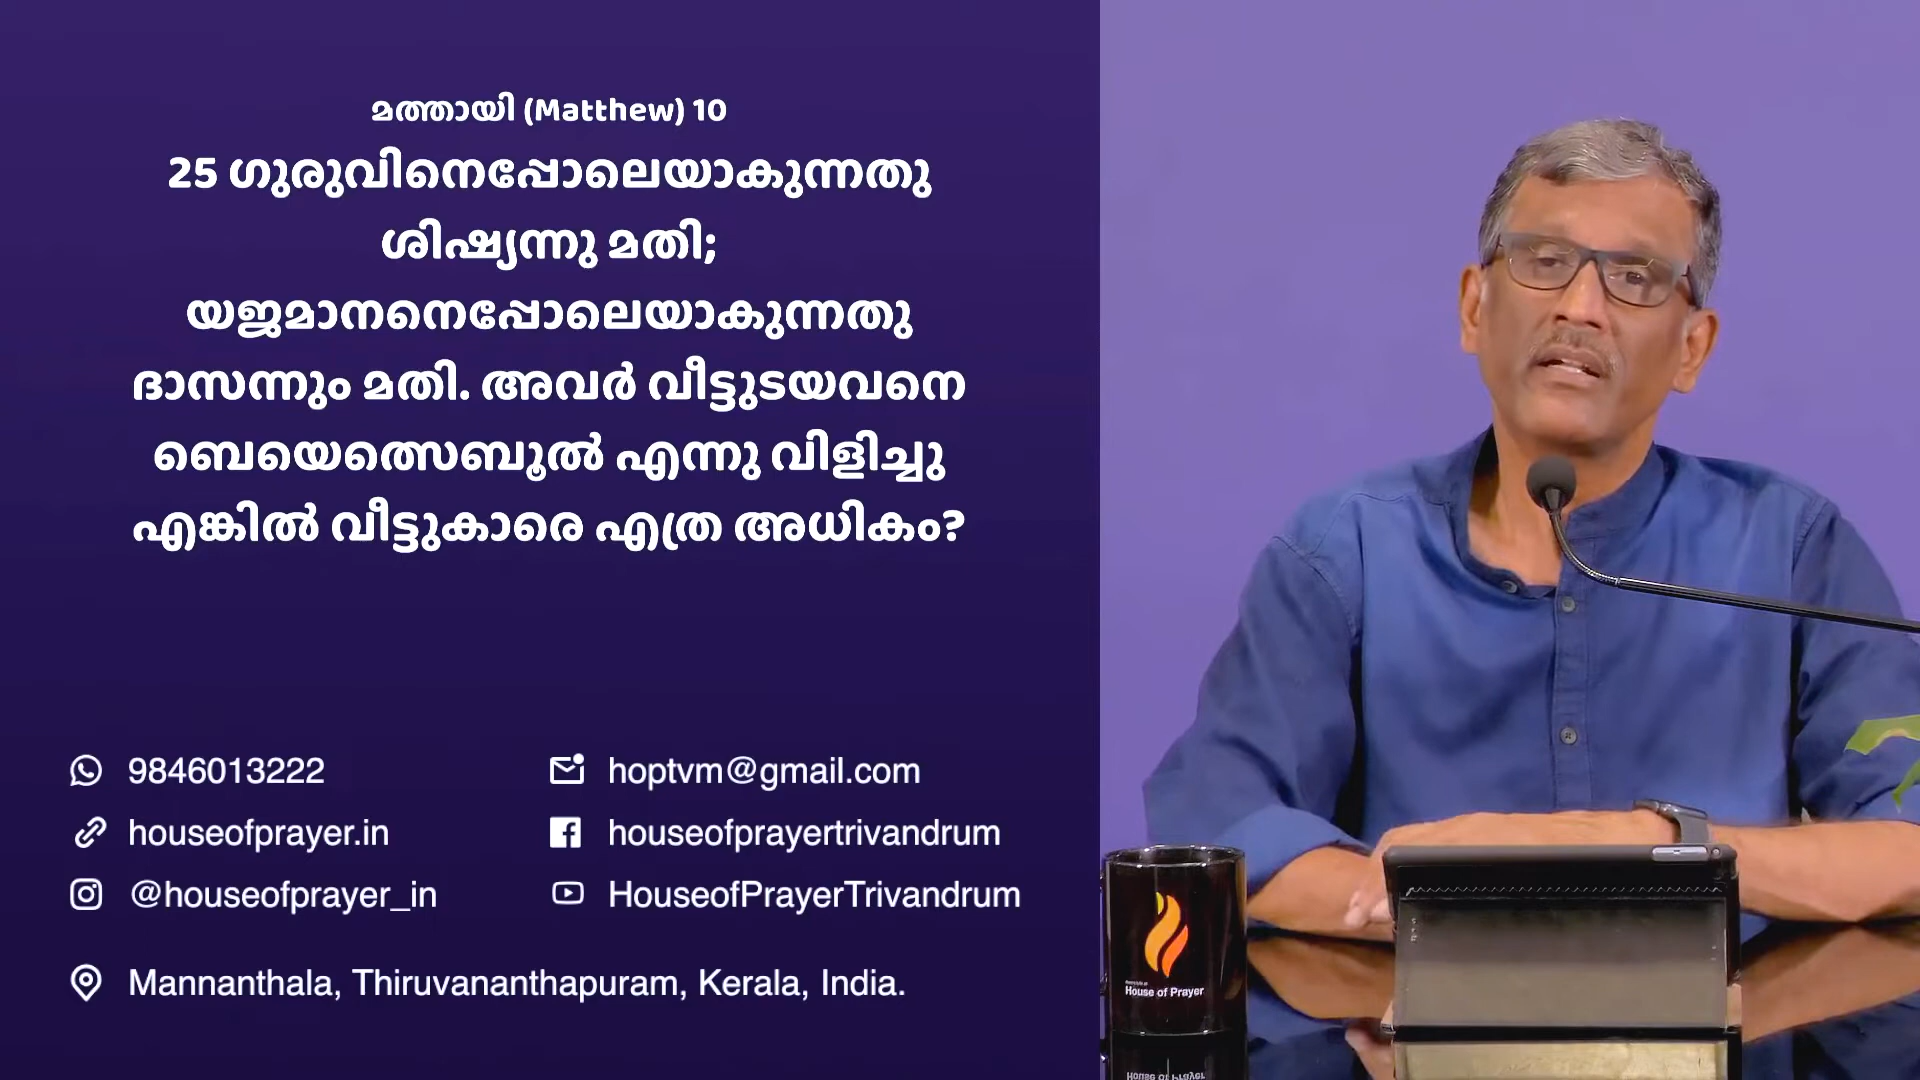 മത്തായി (Matthew) 10
25 ഗുരുവിനെപ്പോലെയാകുന്നതു
ശിഷ്യന്നു മതി;
യജമാനനെപ്പോലെയാകുന്നതു
ദാസന്നും മതി. അവർ വീട്ടുടയവനെ
ബെയെത്സെബൂൽ എന്നു വിളിച്ചു
എങ്കിൽ വീട്ടുകാരെ എത്ര അധികം?
9846013222
hoptvm@gmail.com
houseofprayer.in
houseofprayertrivandrum
@houseofprayer_in
HouseofPrayerTrivandrum
Mannanthala, Thiruvananthapuram, Kerala, India.
House of Prayer